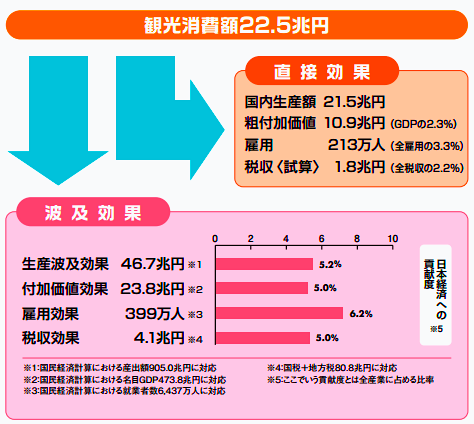 観光消費額22.5兆円
直接効果
国内生産額 21.5兆円
粗付加価値 10.9兆円(GDPの2.3%)
雇用 213万人(全雇用の3.3%)
税収〈試算〉 1.8兆円(全税収の2.2%)
波及効果
0 2 4 6 8 10
生産波及効果 46.7兆円※1 5.2%
付加価値効果 23.8兆円※2 5.0%
雇用効果 399万人※3 6.2%
税収効果 4.1兆円※4 5.0%
日本経済への
貢献度
※5
※1:国民経済計算における産出額905.0兆円に対応
※2:国民経済計算における名目GDP473.8兆円に対応
※3:国民経済計算における就業者数6,437万人に対応
※4:国税+地方税80.8兆円に対応
※5:ここでいう貢献度とは全産業に占める比率